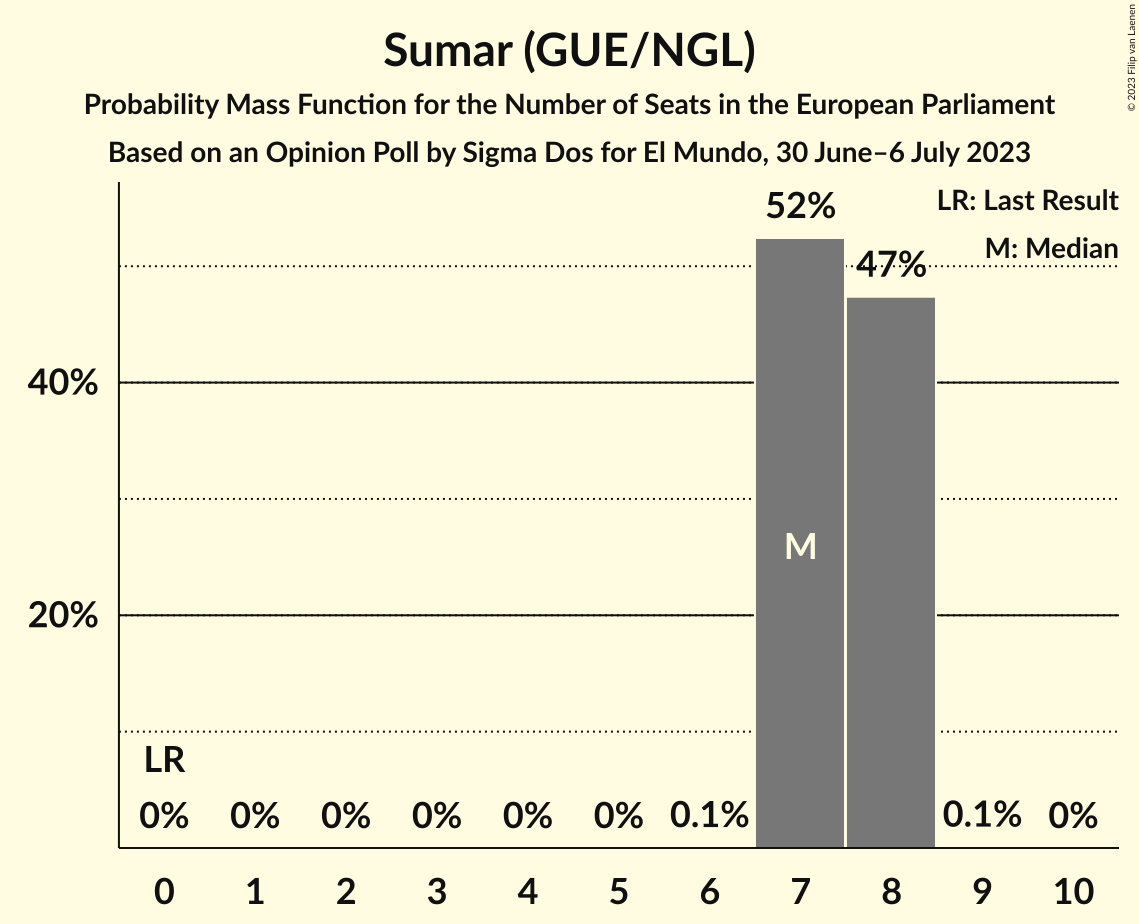 Sumar (GUE/NGL)
Probability Mass Function for the Number of Seats in the European Parliament
Based on an Opinion Poll by Sigma Dos for El Mundo, 30 June–6 July 2023
© 2023 Filip van Laenen
LR: Last Result
M: Median
52%
47%
40%
20%
M
LR
0% 0% 0% 0% 0% 0% 0.1% 0.1% 0%
0 1 2 3 4 5 6 7 8 9 10